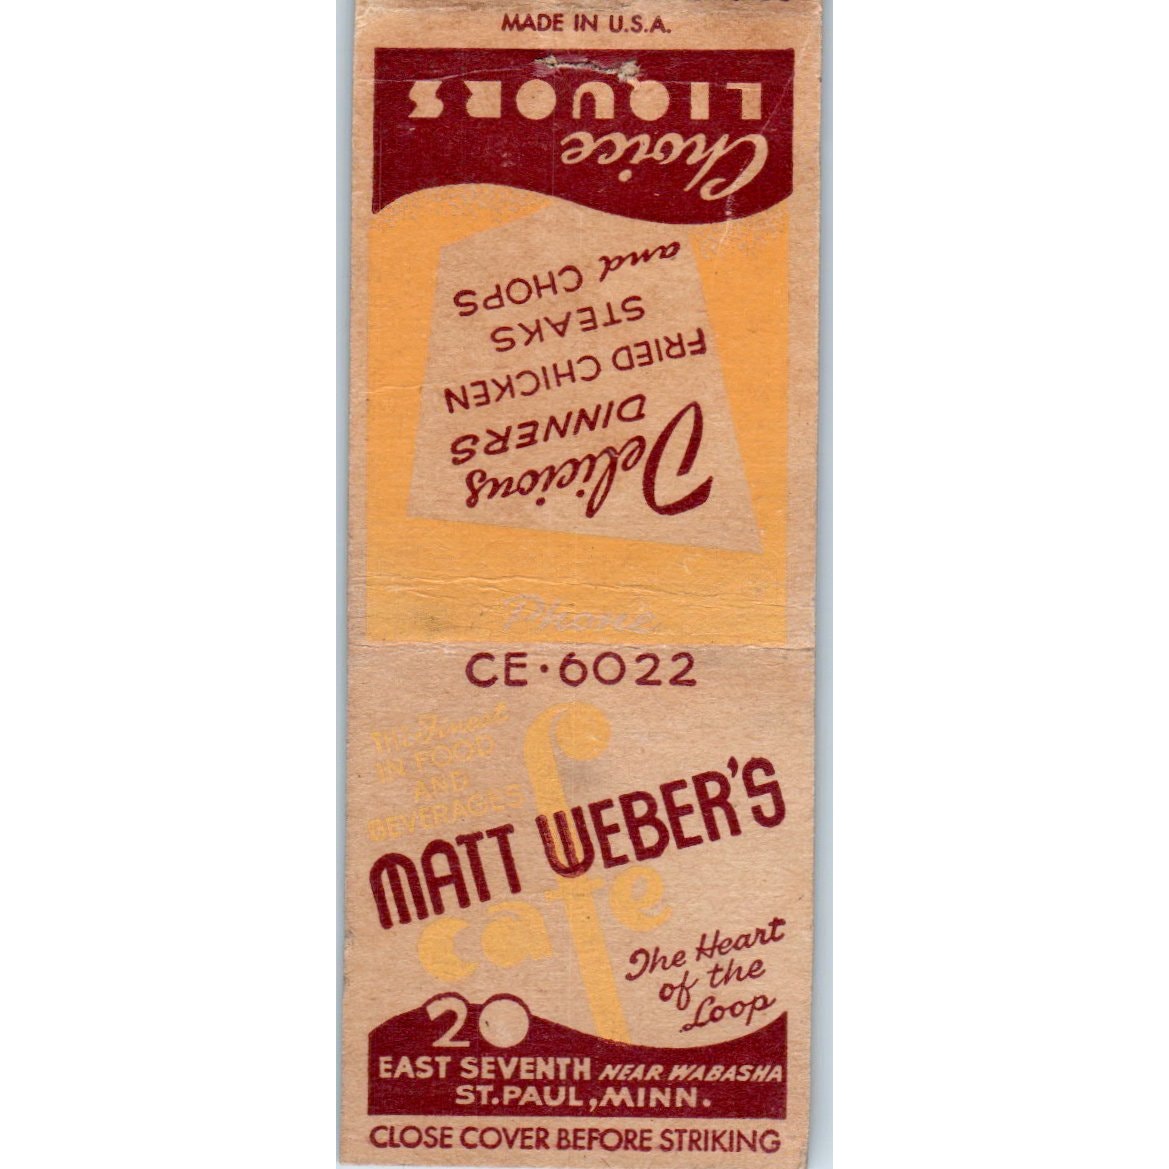 MADE IN U.S.A.
Choice
LIQUORS
Delicious
DINNERS
FRIED CHICKEN
STEAKS
and CHOPS
Phone
CE·6022
The Finest
IN FOOD
AND
BEVERAGES
MATT WEBER'S
cafe
The Heart
of the
Loop
20
EAST SEVENTH NEAR WABASHA
ST. PAUL, MINN.
CLOSE COVER BEFORE STRIKING